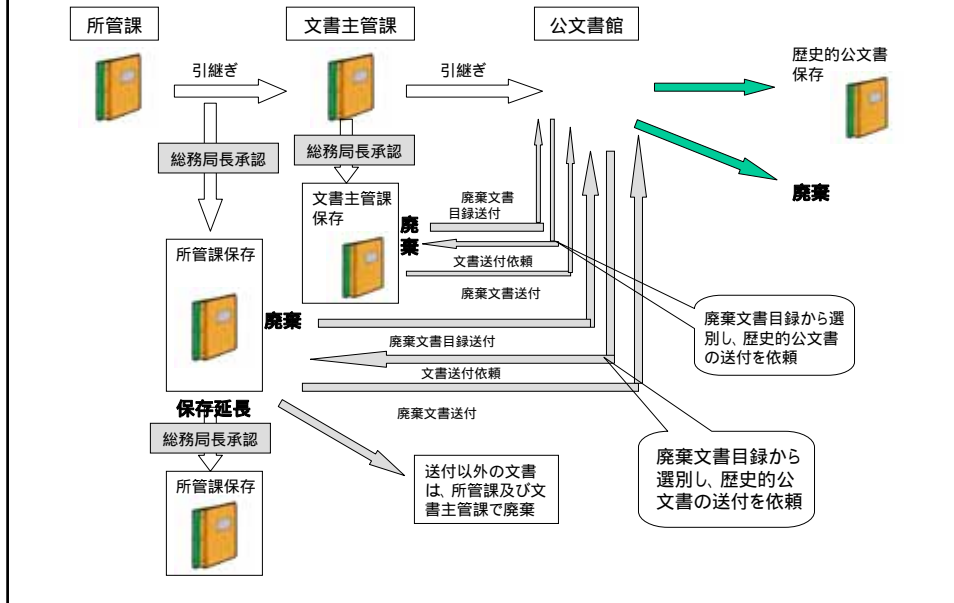 所管課
文書主管課
公文書館
引継ぎ
引継ぎ
歴史的公文書
保存
総務局長承認
総務局長承認
廃棄
文書主管課
保存
廃
棄
廃棄文書
目録送付
文書送付依頼
廃棄文書送付
所管課保存
廃棄
廃棄文書目録送付
文書送付依頼
廃棄文書送付
廃棄文書目録から選
別し、歴史的公文書
の送付を依頼
保存延長
総務局長承認
所管課保存
送付以外の文書
は、所管課及び文
書主管課で廃棄
廃棄文書目録から
選別し、歴史的公
文書の送付を依頼